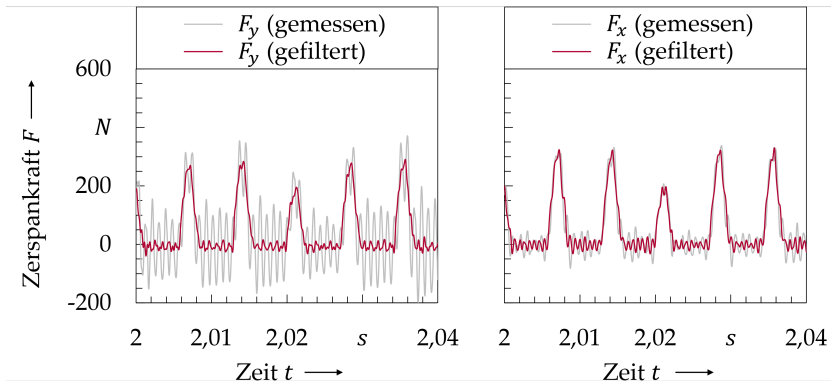 F_y (gemessen)
F_y (gefiltert)
F_x (gemessen)
F_x (gefiltert)
Zerspankraft F
600
N
200
0
-200
2
2,01
2,02
s
2,04
2
2,01
2,02
s
2,04
Zeit t
Zeit t